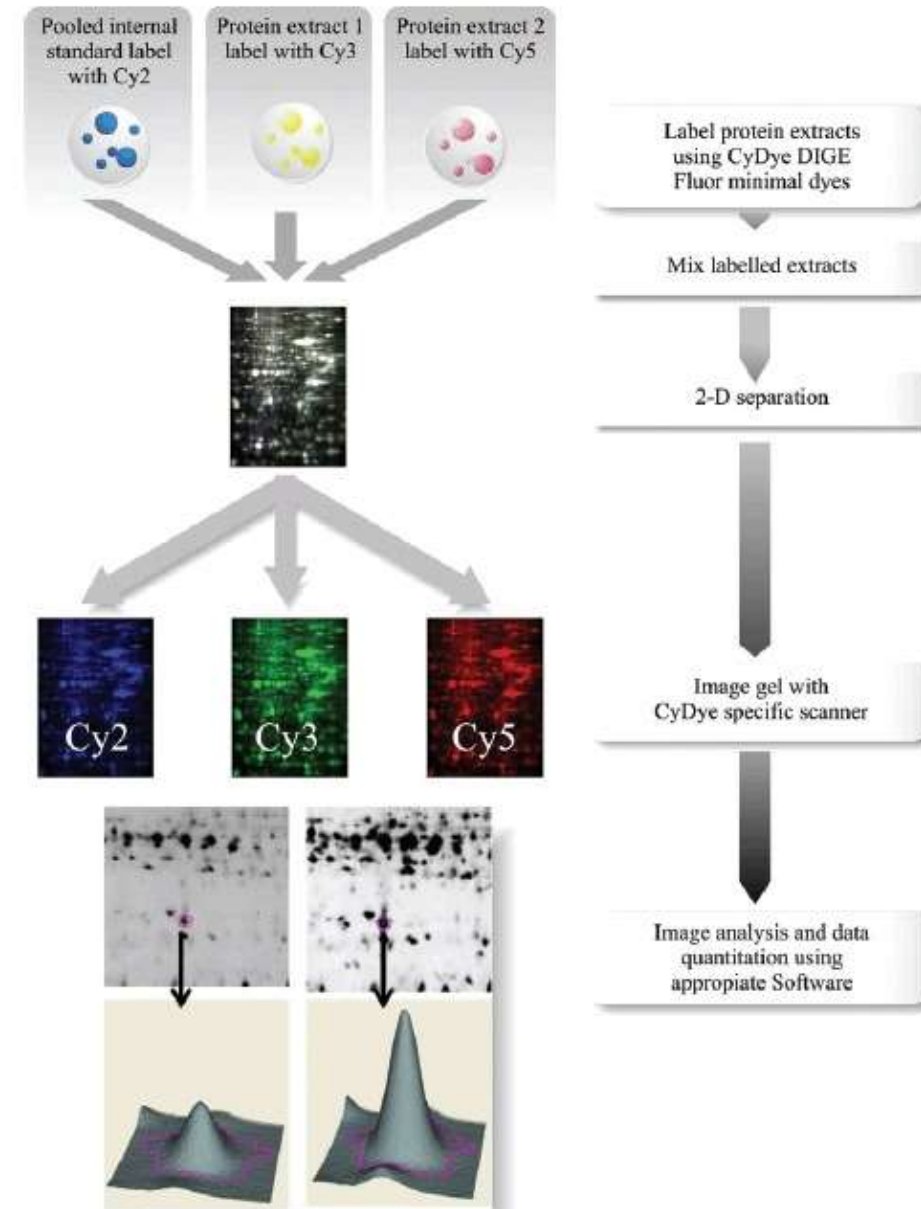 Pooled internal
standard label
with Cy2
Protein extract 1
label with Cy3
Protein extract 2
label with Cy5
Label protein extracts
using CyDye DIGE
Fluor minimal dyes
Mix labelled extracts
2-D separation
Cy2
Cy3
Cy5
Image gel with
CyDye specific scanner
Image analysis and data
quantitation using
appropiate Software